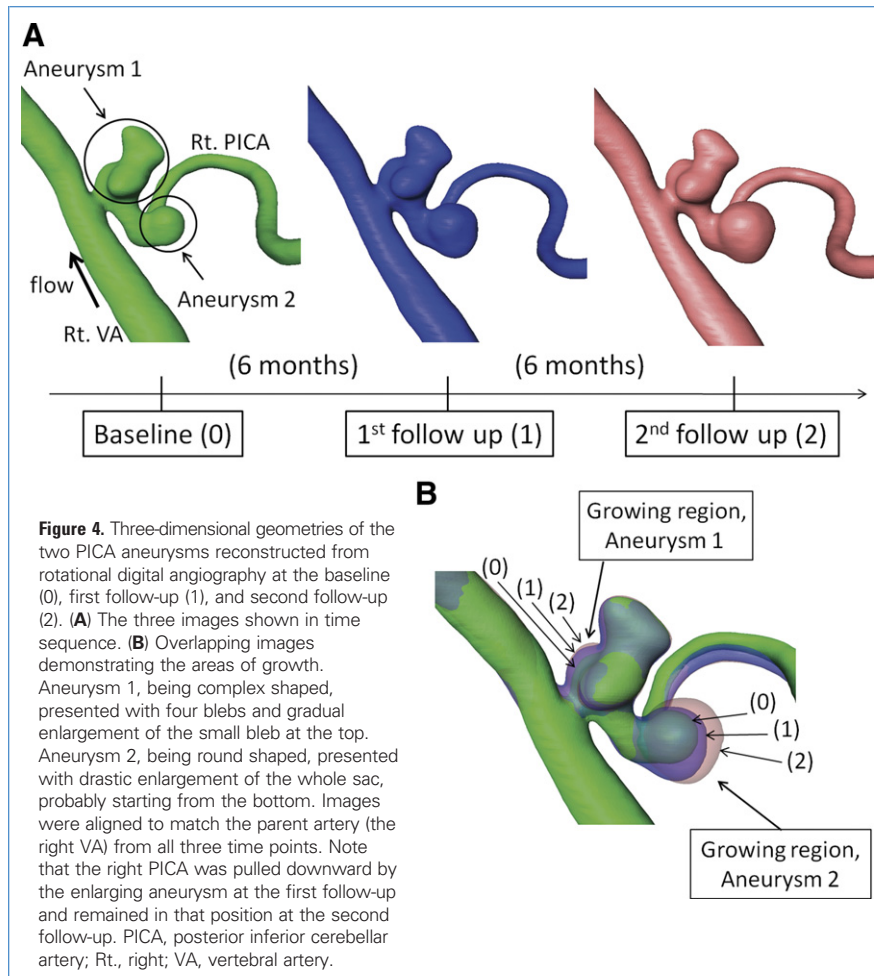 A
Aneurysm 1
Rt. PICA
flow
Aneurysm 2
Rt. VA
(6 months)
(6 months)
Baseline (0)
1st follow up (1)
2nd follow up (2)
B
Growing region,
Aneurysm 1
(0)
(1)
(2)
(0)
(1)
(2)
Growing region,
Aneurysm 2
Figure 4. Three-dimensional geometries of the
two PICA aneurysms reconstructed from
rotational digital angiography at the baseline
(0), first follow-up (1), and second follow-up
(2). (A) The three images shown in time
sequence. (B) Overlapping images
demonstrating the areas of growth.
Aneurysm 1, being complex shaped,
presented with four blebs and gradual
enlargement of the small bleb at the top.
Aneurysm 2, being round shaped, presented
with drastic enlargement of the whole sac,
probably starting from the bottom. Images
were aligned to match the parent artery (the
right VA) from all three time points. Note
that the right PICA was pulled downward by
the enlarging aneurysm at the first follow-up
and remained in that position at the second
follow-up. PICA, posterior inferior cerebellar
artery; Rt., right; VA, vertebral artery.